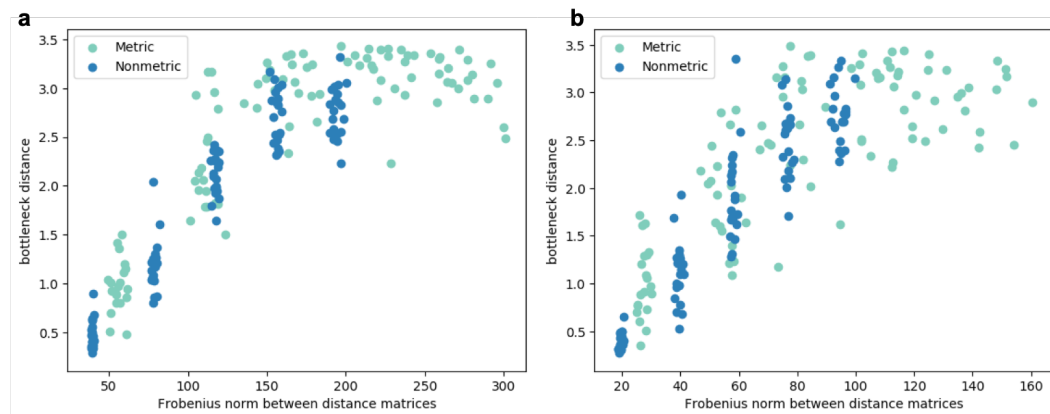 a
3.5
3.0
2.5
2.0
1.5
1.0
0.5
bottleneck distance
Metric
Nonmetric
50 100 150 200 250 300
Frobenius norm between distance matrices
b
3.5
3.0
2.5
2.0
1.5
1.0
0.5
bottleneck distance
Metric
Nonmetric
20 40 60 80 100 120 140 160
Frobenius norm between distance matrices